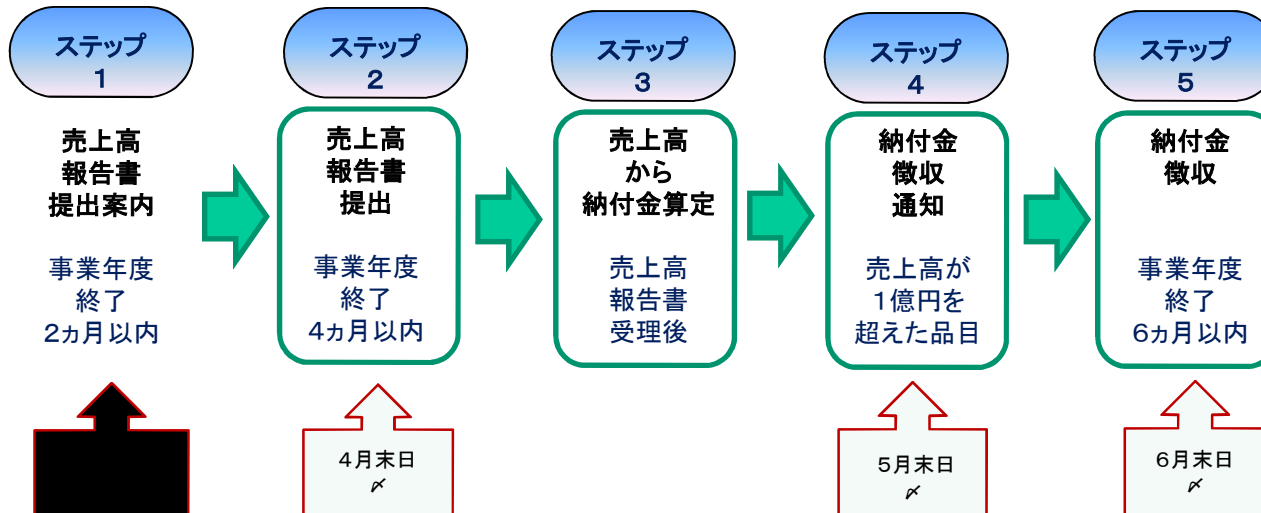 ステップ
1
売上高
報告書
提出案内
事業年度
終了
2ヵ月以内
ステップ
2
売上高
報告書
提出
事業年度
終了
4ヵ月以内
4月末日
〆
ステップ
3
売上高
から
納付金算定
売上高
報告書
受理後
ステップ
4
納付金
徴収
通知
売上高が
1億円を
超えた品目
5月末日
〆
ステップ
5
納付金
徴収
事業年度
終了
6ヵ月以内
6月末日
〆